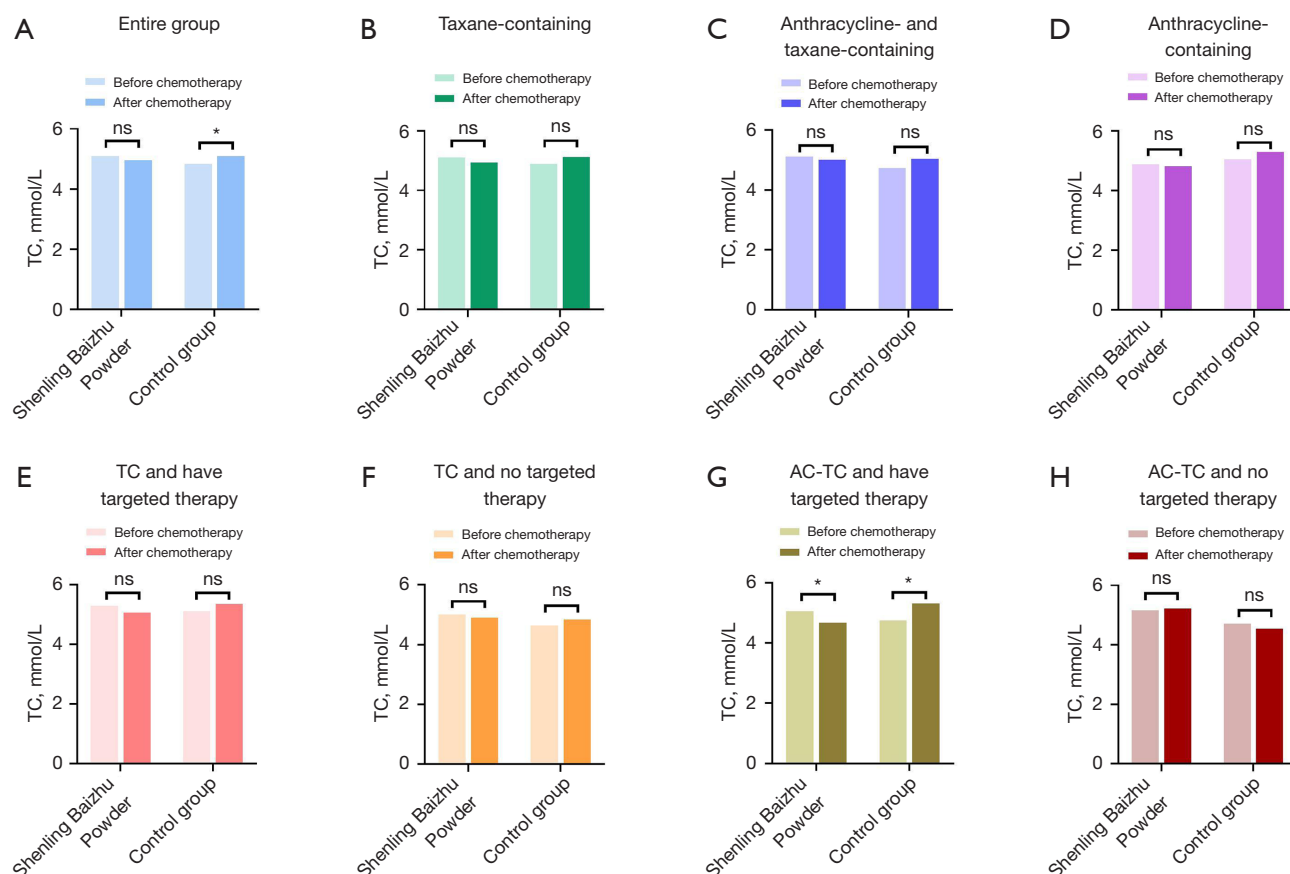 A
Entire group
Before chemotherapy
After chemotherapy
ns
*
TC, mmol/L
6
4
2
0
Shenling Baizhu
Powder
Control group
B
Taxane-containing
Before chemotherapy
After chemotherapy
ns
ns
TC, mmol/L
6
4
2
0
Shenling Baizhu
Powder
Control group
C
Anthracycline- and
taxane-containing
Before chemotherapy
After chemotherapy
ns
ns
TC, mmol/L
6
4
2
0
Shenling Baizhu
Powder
Control group
D
Anthracycline-
containing
Before chemotherapy
After chemotherapy
ns
ns
TC, mmol/L
6
4
2
0
Shenling Baizhu
Powder
Control group
E
TC and have
targeted therapy
Before chemotherapy
After chemotherapy
ns
ns
TC, mmol/L
6
4
2
0
Shenling Baizhu
Powder
Control group
F
TC and no targeted
therapy
Before chemotherapy
After chemotherapy
ns
ns
TC, mmol/L
6
4
2
0
Shenling Baizhu
Powder
Control group
G
AC-TC and have
targeted therapy
Before chemotherapy
After chemotherapy
*
*
TC, mmol/L
6
4
2
0
Shenling Baizhu
Powder
Control group
H
AC-TC and no
targeted therapy
Before chemotherapy
After chemotherapy
ns
ns
TC, mmol/L
6
4
2
0
Shenling Baizhu
Powder
Control group